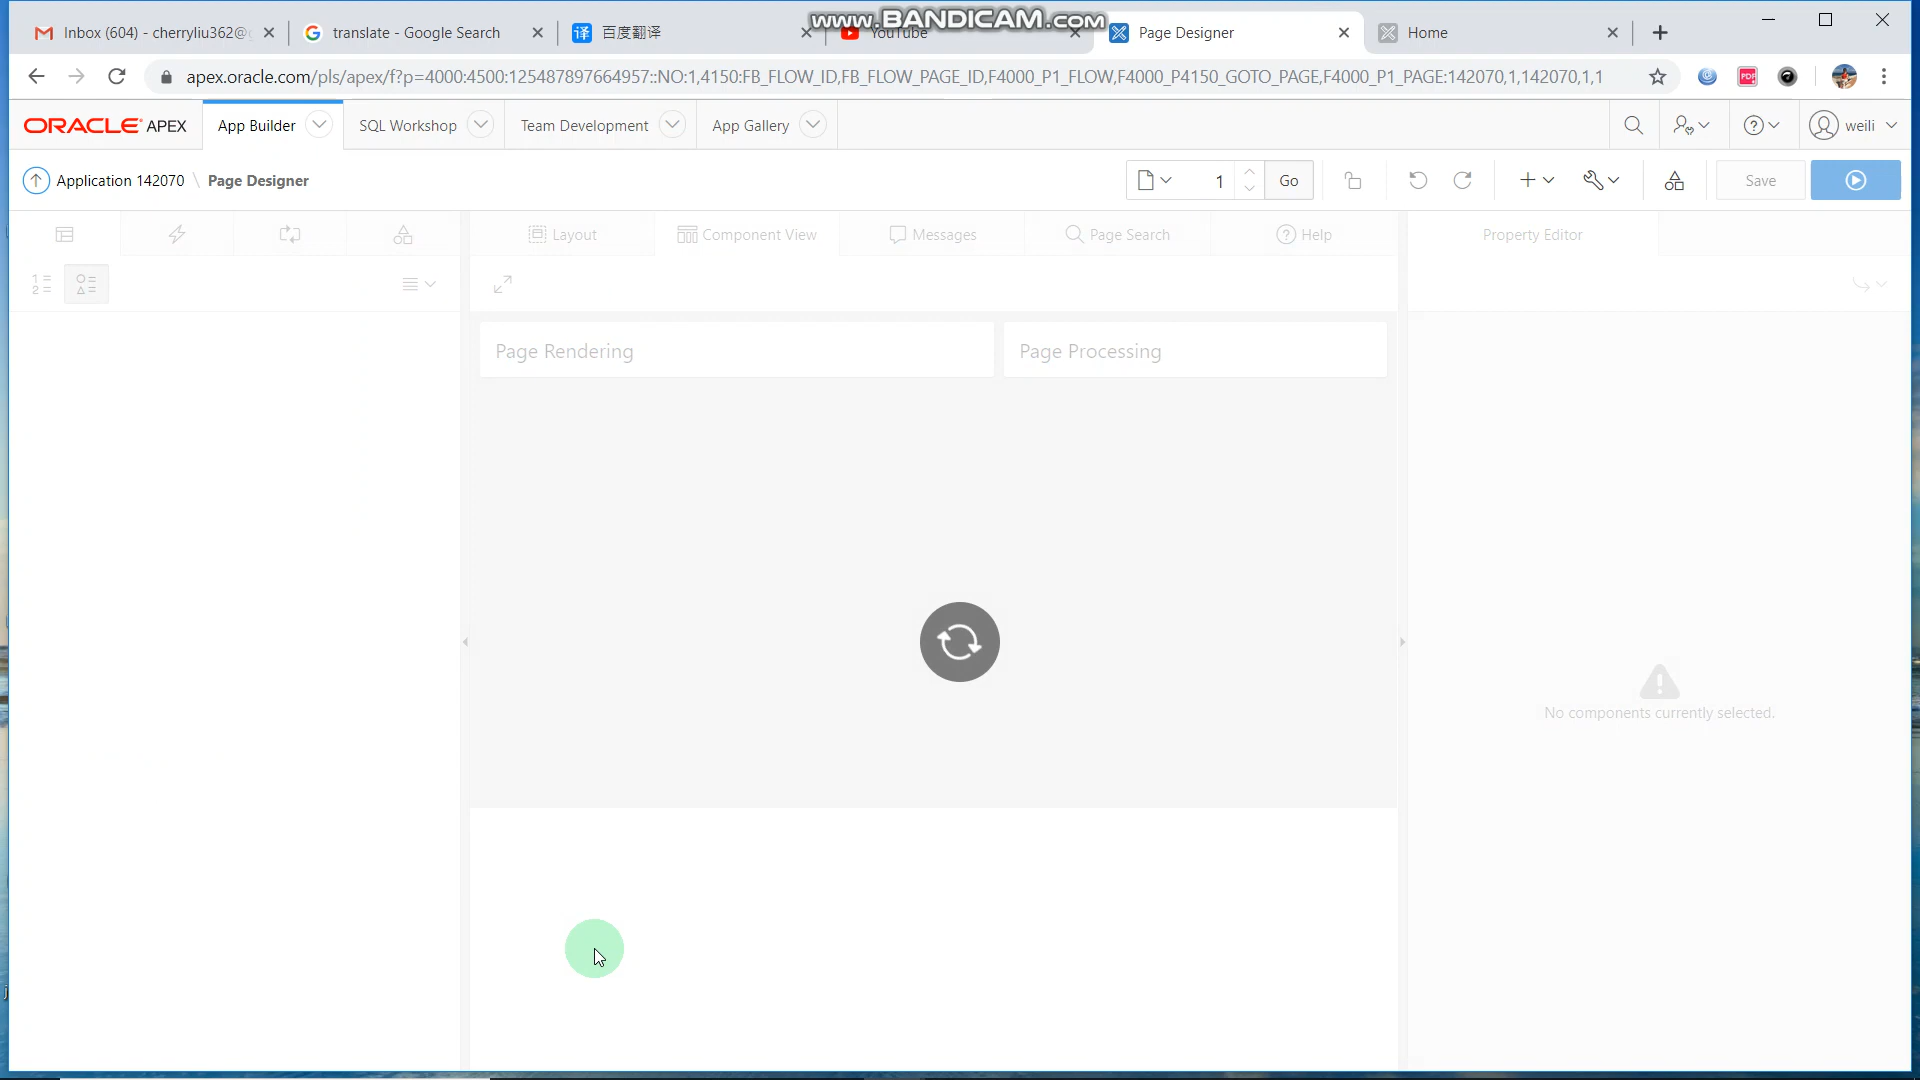 www.BANDICAM.com
Inbox (604) - cherryliu362@g
translate - Google Search
译 百度翻译
YouTube
Page Designer
Home
apex.oracle.com/pls/apex/f?p=4000:4500:125487897664957::NO:1,4150:FB_FLOW_ID,FB_FLOW_PAGE_ID,F4000_P1_FLOW,F4000_P4150_GOTO_PAGE,F4000_P1_PAGE:142070,1,142070,1,1
PDF
ORACLE APEX
App Builder
SQL Workshop
Team Development
App Gallery
weili
Application 142070 \ Page Designer
1
Go
Save
Layout
Component View
Messages
Page Search
Help
Property Editor
Page Rendering
Page Processing
No components currently selected.